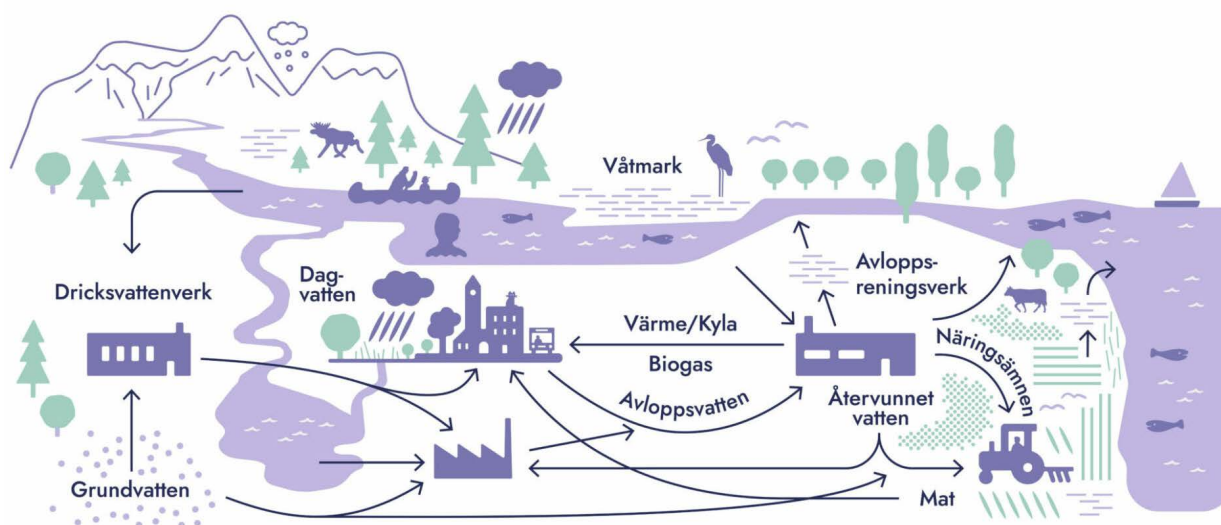 Våtmark
Dag-
vatten
Avlopps-
reningsverk
Dricksvattenverk
Värme/Kyla
Biogas
Näringsämnen
Avloppsvatten
Återvunnet
vatten
Grundvatten
Mat